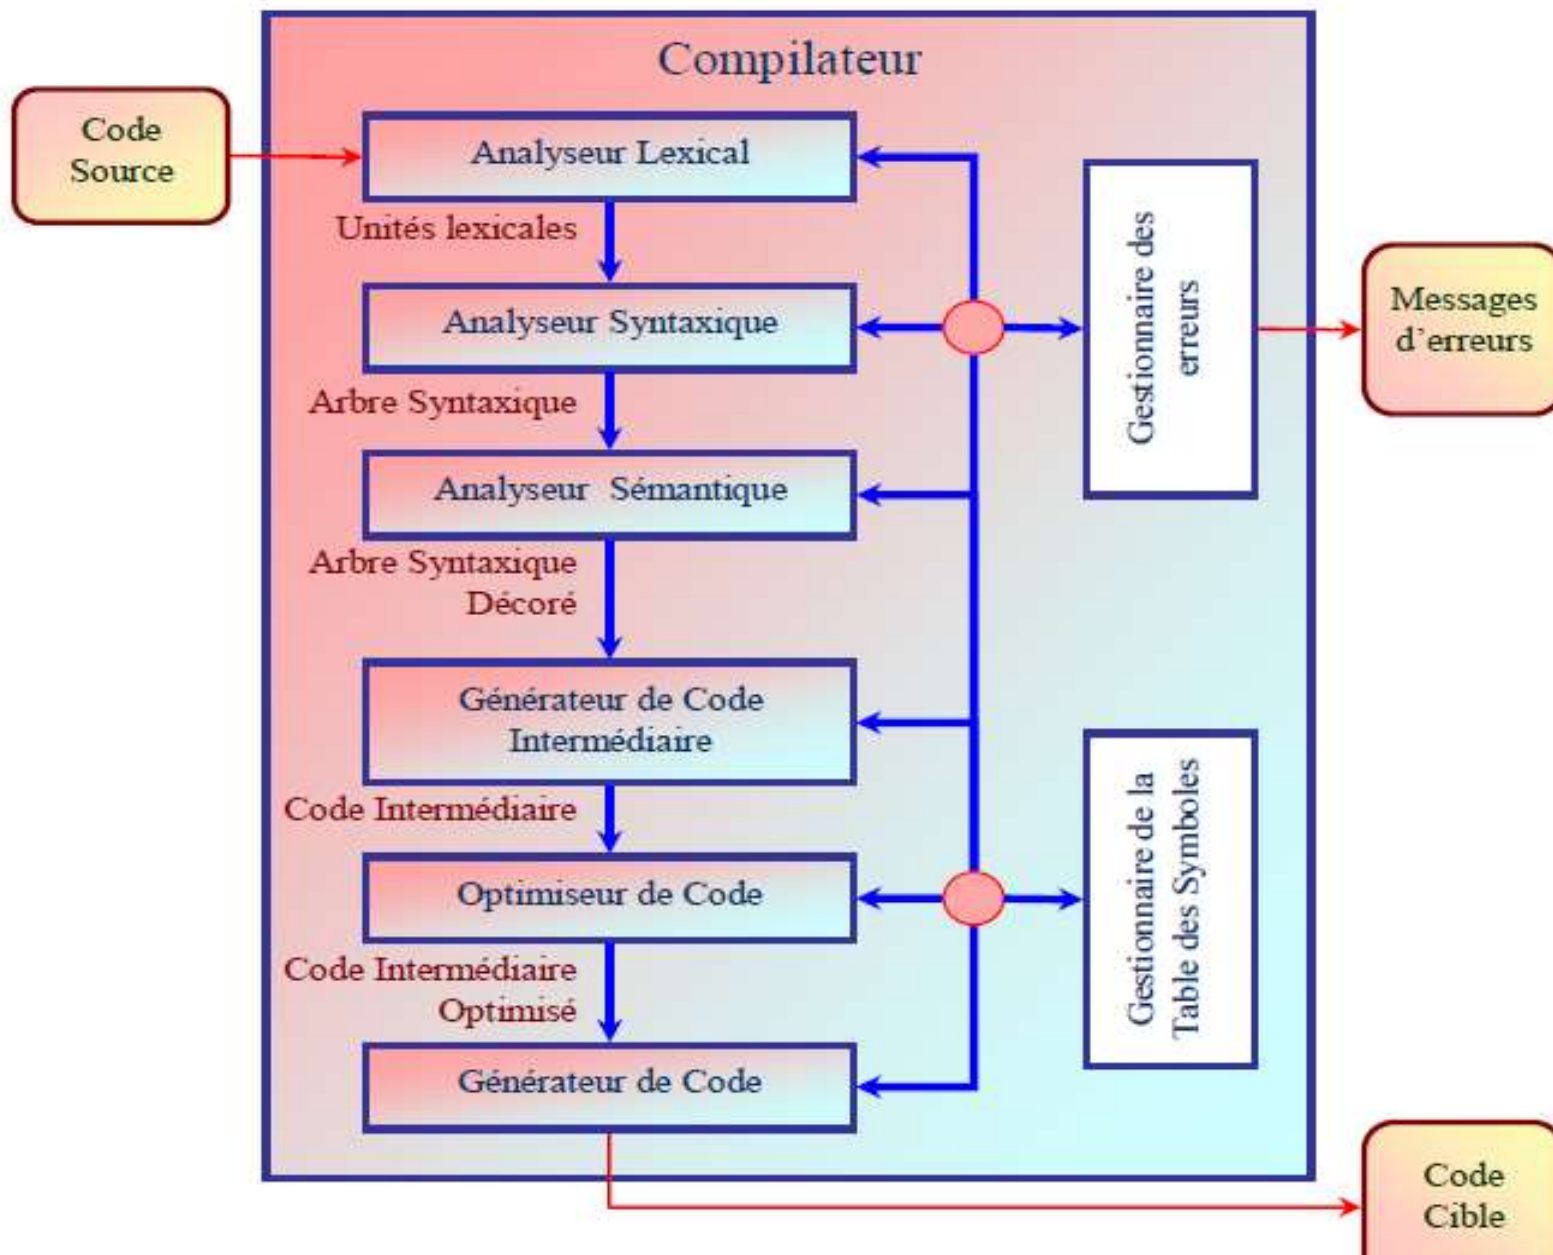 Compilateur
Code
Source
Analyseur Lexical
Unités lexicales
Analyseur Syntaxique
Arbre Syntaxique
Analyseur Sémantique
Arbre Syntaxique
Décoré
Générateur de Code
Intermédiaire
Code Intermédiaire
Optimiseur de Code
Code Intermédiaire
Optimisé
Générateur de Code
Gestionnaire des
erreurs
Messages
d'erreurs
Gestionnaire de la
Table des Symboles
Code
Cible